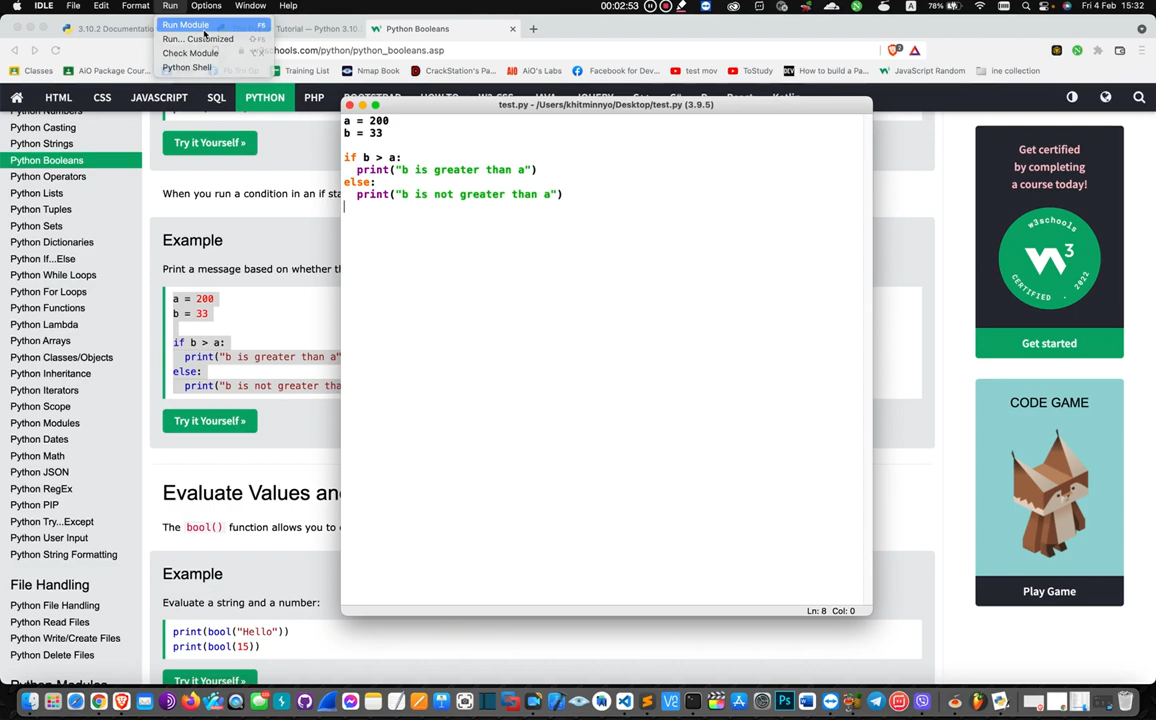 IDLE File Edit Format Run Options Window Help 00:02:53 78% Fri 4 Feb 15:32
Run Module F5
Run... Customized
Check Module
Python Shell
3.10.2 Documentation
Tutorial — Python 3.10.
Python Booleans
schools.com/python/python_booleans.asp
Classes AiO Pocket Cour... Training List Nmap Book CrackStation's Pa... AIO AiO's Labs Facebook for Dev... test mov ToStudy How to build a Pa... JavaScript Random ine collection
HTML CSS JAVASCRIPT SQL PYTHON PHP
test.py - /Users/khitminnyo/Desktop/test.py (3.9.5)
a = 200
b = 33
if b > a:
print("b is greater than a")
else:
print("b is not greater than a")
Ln: 8 Col: 0
Python Casting
Python Strings
Python Booleans
Python Operators
Python Lists
Python Tuples
Python Sets
Python Dictionaries
Python If...Else
Python While Loops
Python For Loops
Python Functions
Python Lambda
Python Arrays
Python Classes/Objects
Python Inheritance
Python Iterators
Python Scope
Python Modules
Python Dates
Python Math
Python JSON
Python RegEx
Python PIP
Python Try...Except
Python User Input
Python String Formatting
File Handling
Python File Handling
Python Read Files
Python Write/Create Files
Python Delete Files
Python Modules
Try it Yourself »
When you run a condition in an if sta
Example
Print a message based on whether th
a = 200
b = 33
if b > a:
print("b is greater than a"
else:
print("b is not greater tha
Try it Yourself »
Evaluate Values an
The bool() function allows you to
Example
Evaluate a string and a number:
print(bool("Hello"))
print(bool(15))
Try it Yourself »
Get certified
by completing
a course today!
w3schools
W3
CERTIFIED . 2022
Get started
CODE GAME
Play Game